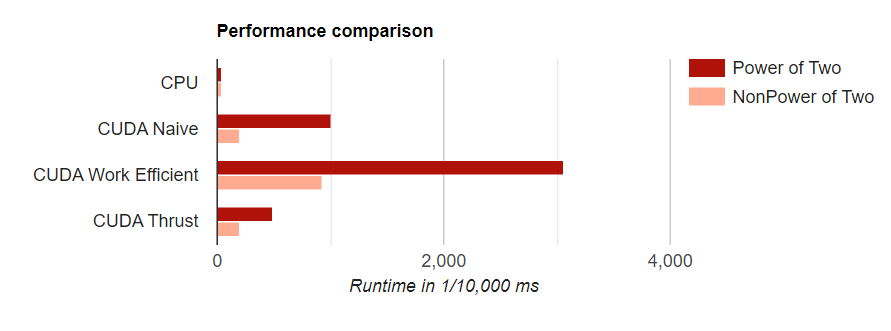 Performance comparison
Power of Two
NonPower of Two
CPU
CUDA Naive
CUDA Work Efficient
CUDA Thrust
0
2,000
4,000
Runtime in 1/10,000 ms